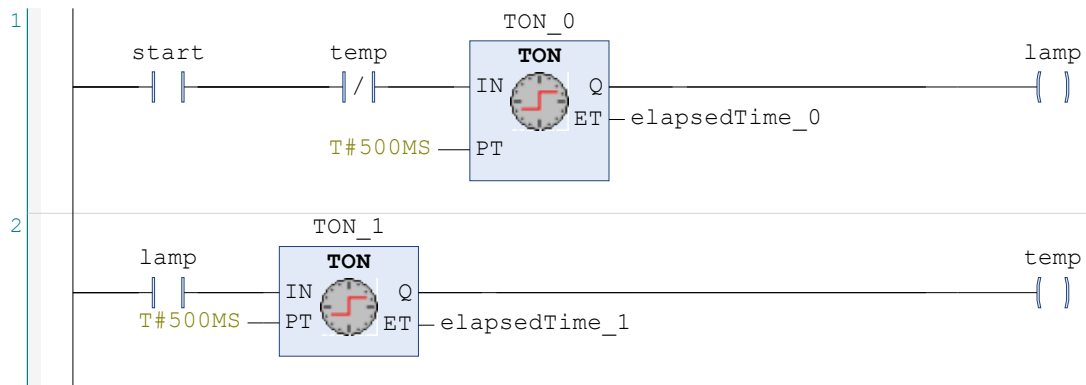 1
TON_0
start temp TON lamp
/
IN Q
ET elapsedTime_0
T#500MS PT
2
TON_1
lamp TON temp
IN Q
T#500MS PT ET elapsedTime_1